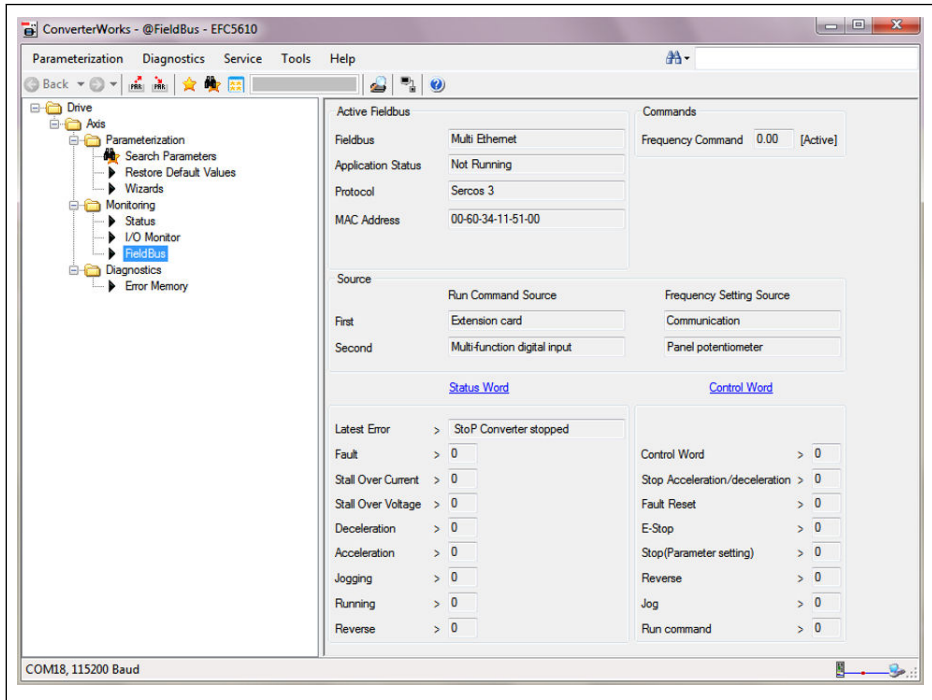 ConverterWorks - @FieldBus - EFC5610
Parameterization Diagnostics Service Tools Help
Back
PAR PAR
Drive
Axis
Parameterization
Search Parameters
Restore Default Values
Wizards
Monitoring
Status
I/O Monitor
FieldBus
Diagnostics
Error Memory
Active Fieldbus
Fieldbus Multi Ethernet
Application Status Not Running
Protocol Sercos 3
MAC Address 00-60-34-11-51-00
Commands
Frequency Command 0.00 [Active]
Source
Run Command Source Frequency Setting Source
First Extension card Communication
Second Multi-function digital input Panel potentiometer
Status Word
Latest Error > StoP Converter stopped
Fault > 0
Stall Over Current > 0
Stall Over Voltage > 0
Deceleration > 0
Acceleration > 0
Jogging > 0
Running > 0
Reverse > 0
Control Word
Control Word > 0
Stop Acceleration/deceleration > 0
Fault Reset > 0
E-Stop > 0
Stop(Parameter setting) > 0
Reverse > 0
Jog > 0
Run command > 0
COM18, 115200 Baud